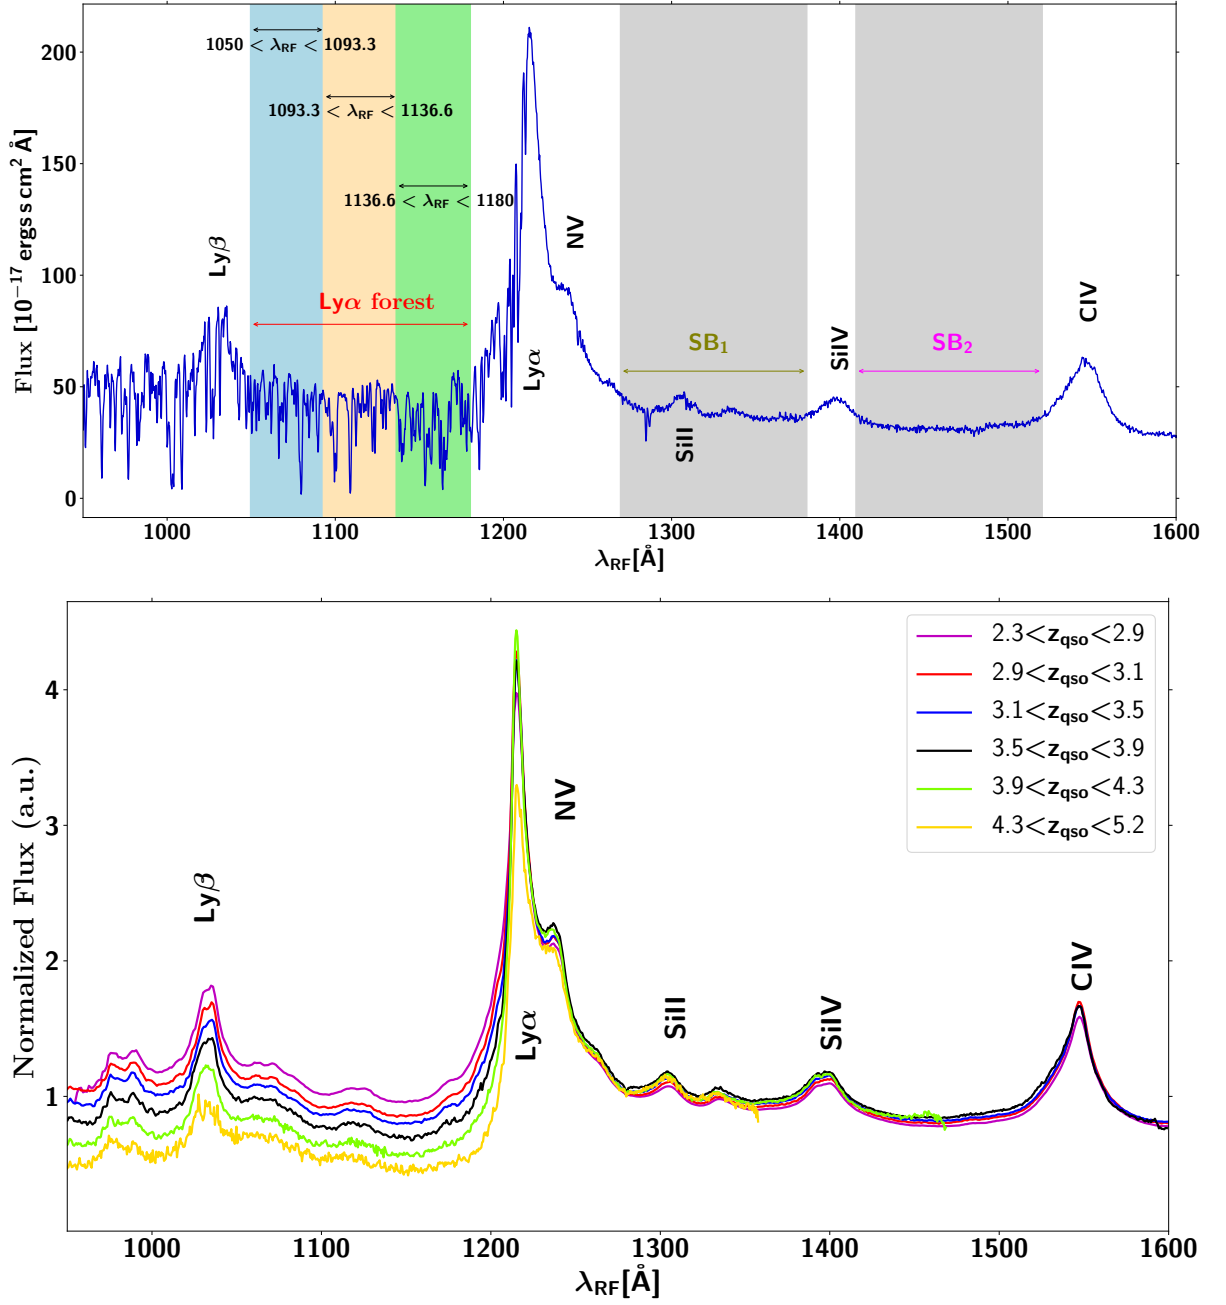 1050 < λRF < 1093.3
1093.3 < λRF < 1136.6
1136.6 < λRF < 1180
Lyβ
Lyα forest
Lyα
NV
SiII
SB1
SiIV
SB2
CIV
Flux [10−17 ergs s cm2 Å]
200
150
100
50
0
1000 1100 1200 1300 1400 1500 1600
λRF[Å]
2.3<zqso<2.9
2.9<zqso<3.1
3.1<zqso<3.5
3.5<zqso<3.9
3.9<zqso<4.3
4.3<zqso<5.2
Lyβ
Lyα
NV
SiII
SiIV
CIV
Normalized Flux (a.u.)
4
3
2
1
1000 1100 1200 1300 1400 1500 1600
λRF[Å]